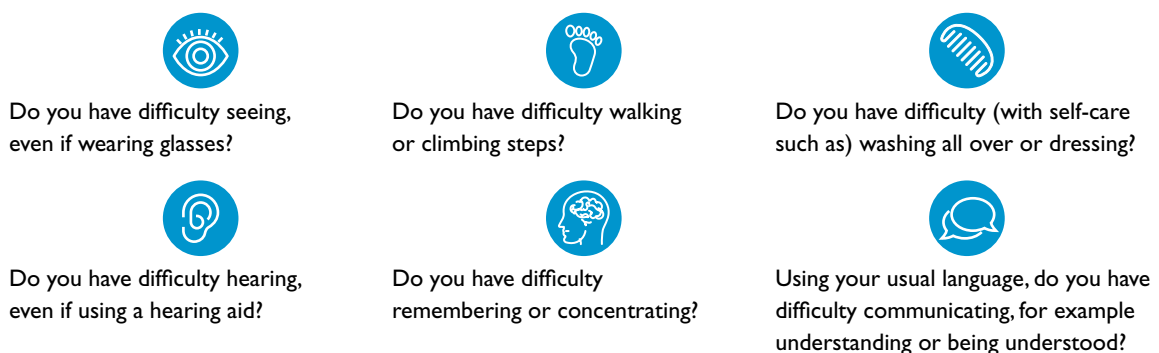 Do you have difficulty seeing,
even if wearing glasses?
Do you have difficulty walking
or climbing steps?
Do you have difficulty (with self-care
such as) washing all over or dressing?
Do you have difficulty hearing,
even if using a hearing aid?
Do you have difficulty
remembering or concentrating?
Using your usual language, do you have
difficulty communicating, for example
understanding or being understood?